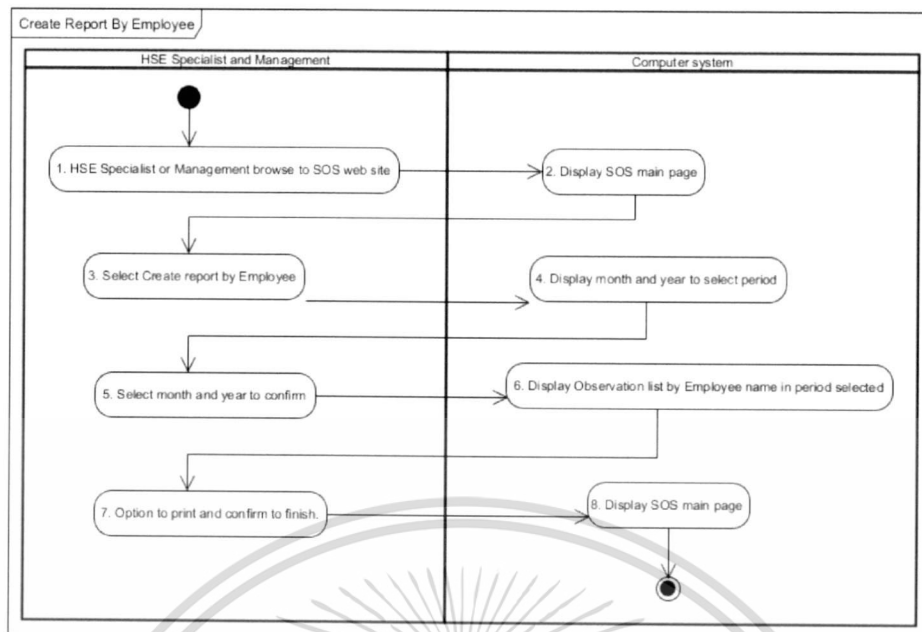 Create Report By Employee
HSE Specialist and Management
Computer system
1. HSE Specialist or Management browse to SOS web site
2. Display SOS main page
3. Select Create report by Employee
4. Display month and year to select period
5. Select month and year to confirm
6. Display Observation list by Employee name in period selected
7. Option to print and confirm to finish.
8. Display SOS main page